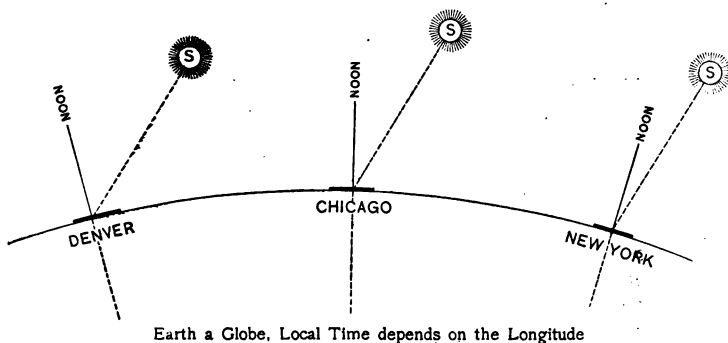 S
S
S
NOON
NOON
NOON
DENVER
CHICAGO
NEW YORK
Earth a Globe, Local Time depends on the Longitude